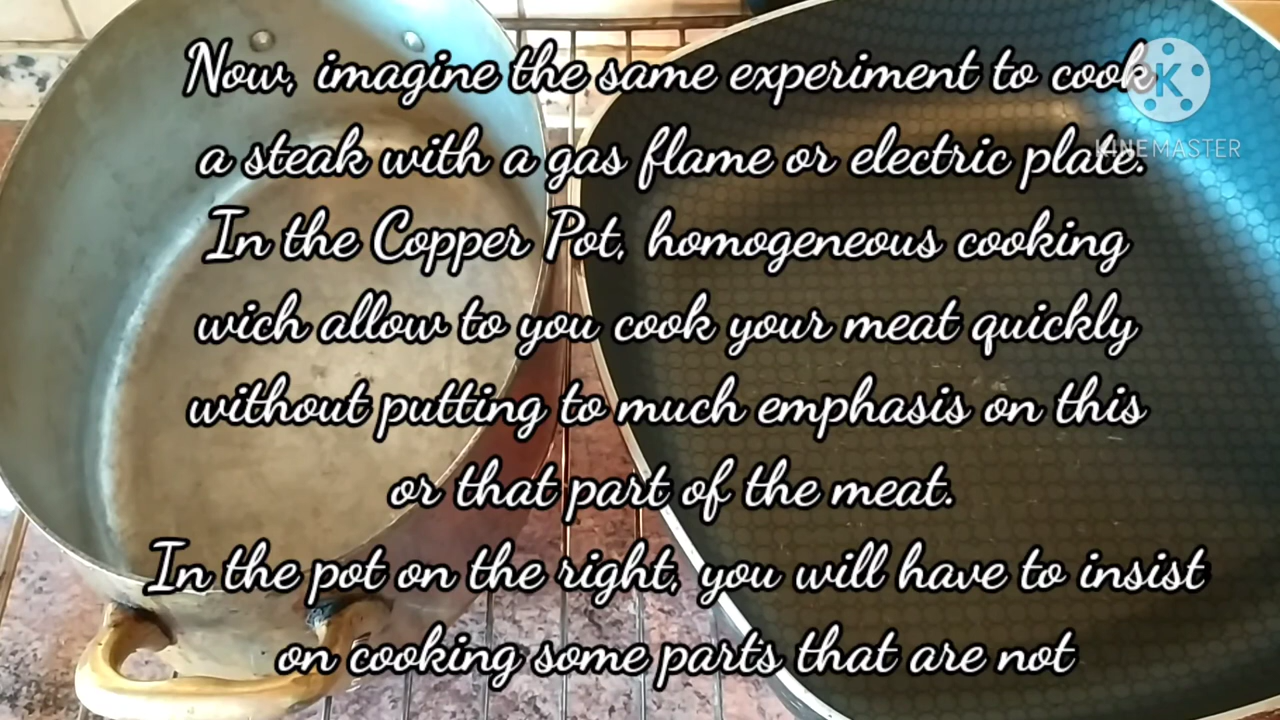 Now, imagine the same experiment to cook
a steak with a gas flame or electric plate.
In the Copper Pot, homogeneous cooking
wich allow to you cook your meat quickly
without putting to much emphasis on this
or that part of the meat.
In the pot on the right, you will have to insist
on cooking some parts that are not
K
KINEMASTER